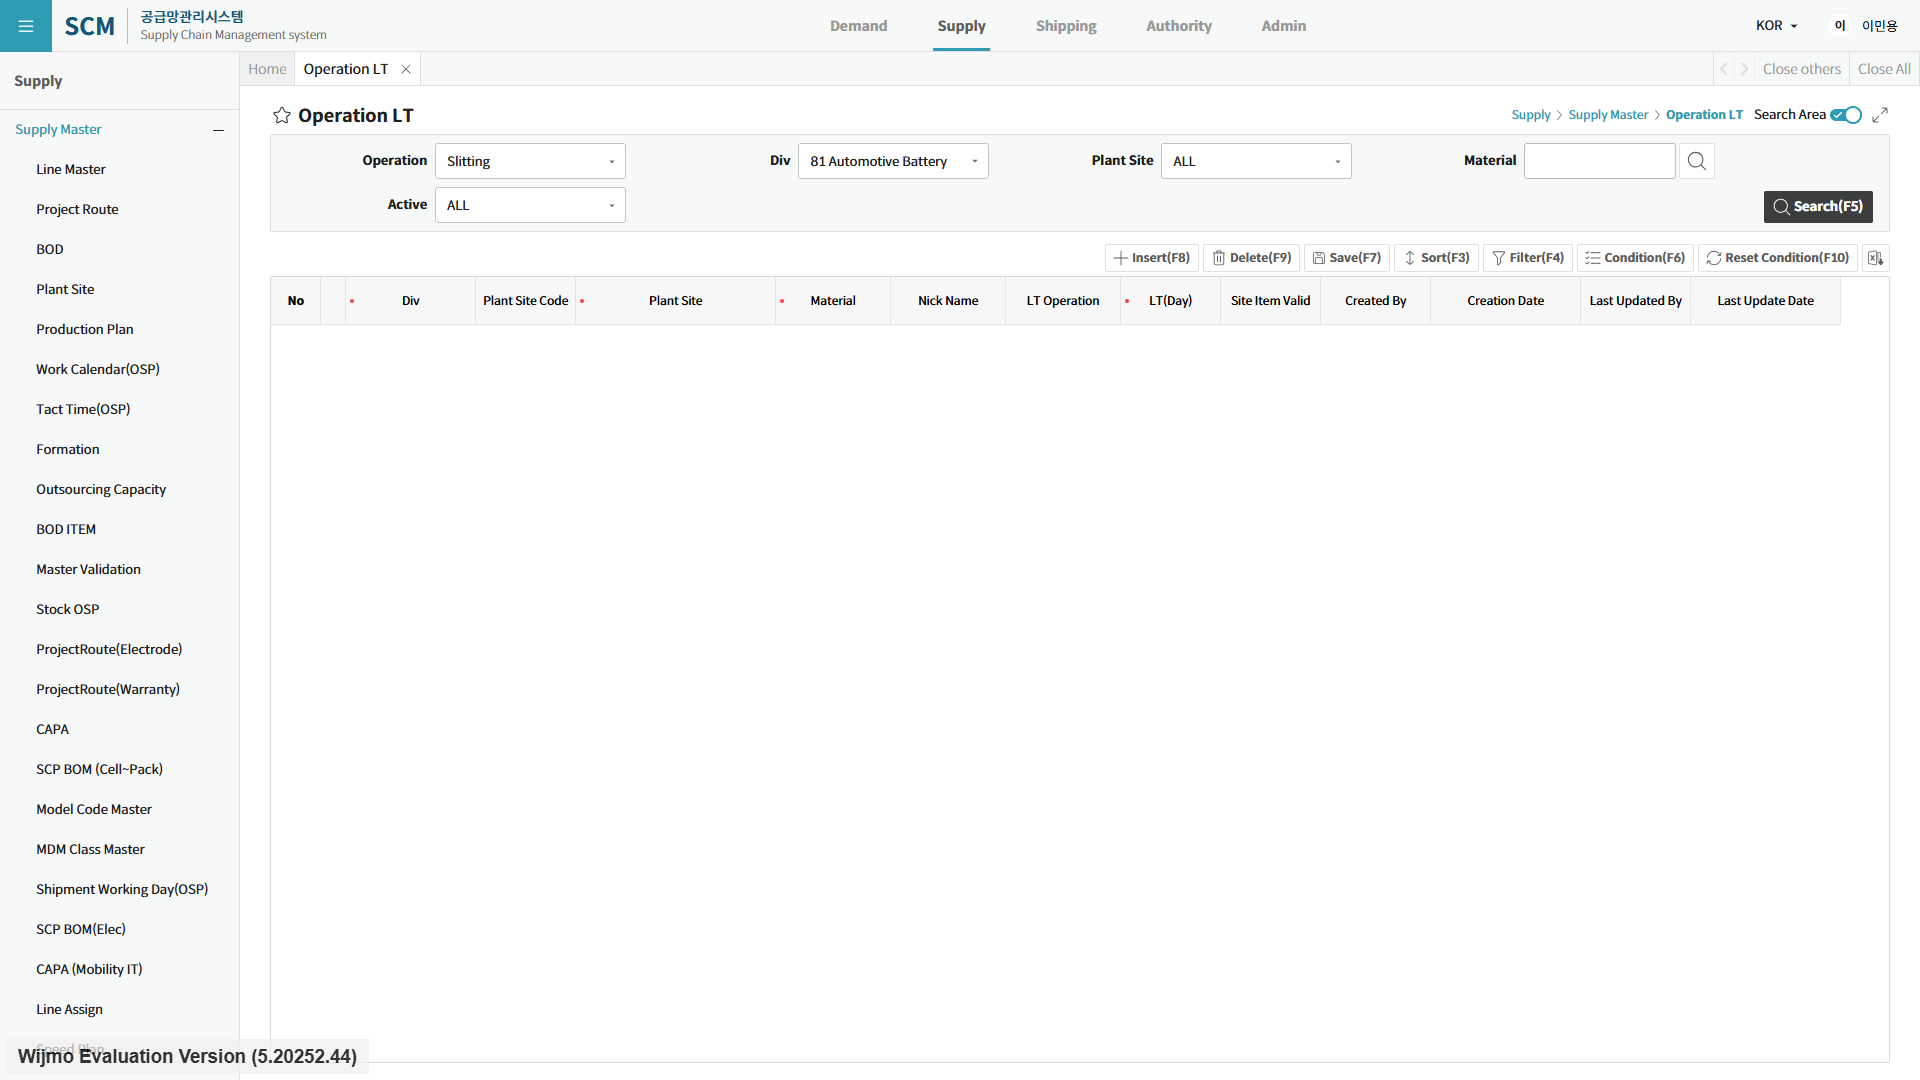 SCM
공급망관리시스템
Supply Chain Management system
Demand
Supply
Shipping
Authority
Admin
KOR
이
이민용
Supply
Home
Operation LT
Close others
Close All
Supply Master
Line Master
Project Route
BOD
Plant Site
Production Plan
Work Calendar(OSP)
Tact Time(OSP)
Formation
Outsourcing Capacity
BOD ITEM
Master Validation
Stock OSP
ProjectRoute(Electrode)
ProjectRoute(Warranty)
CAPA
SCP BOM (Cell~Pack)
Model Code Master
MDM Class Master
Shipment Working Day(OSP)
SCP BOM(Elec)
CAPA (Mobility IT)
Line Assign
Speed Plan
Wijmo Evaluation Version (5.20252.44)
Operation LT
Supply > Supply Master > Operation LT
Search Area
Operation Slitting
Div 81 Automotive Battery
Plant Site ALL
Material
Active ALL
Search(F5)
Insert(F8)
Delete(F9)
Save(F7)
Sort(F3)
Filter(F4)
Condition(F6)
Reset Condition(F10)
No
Div
Plant Site Code
Plant Site
Material
Nick Name
LT Operation
LT(Day)
Site Item Valid
Created By
Creation Date
Last Updated By
Last Update Date